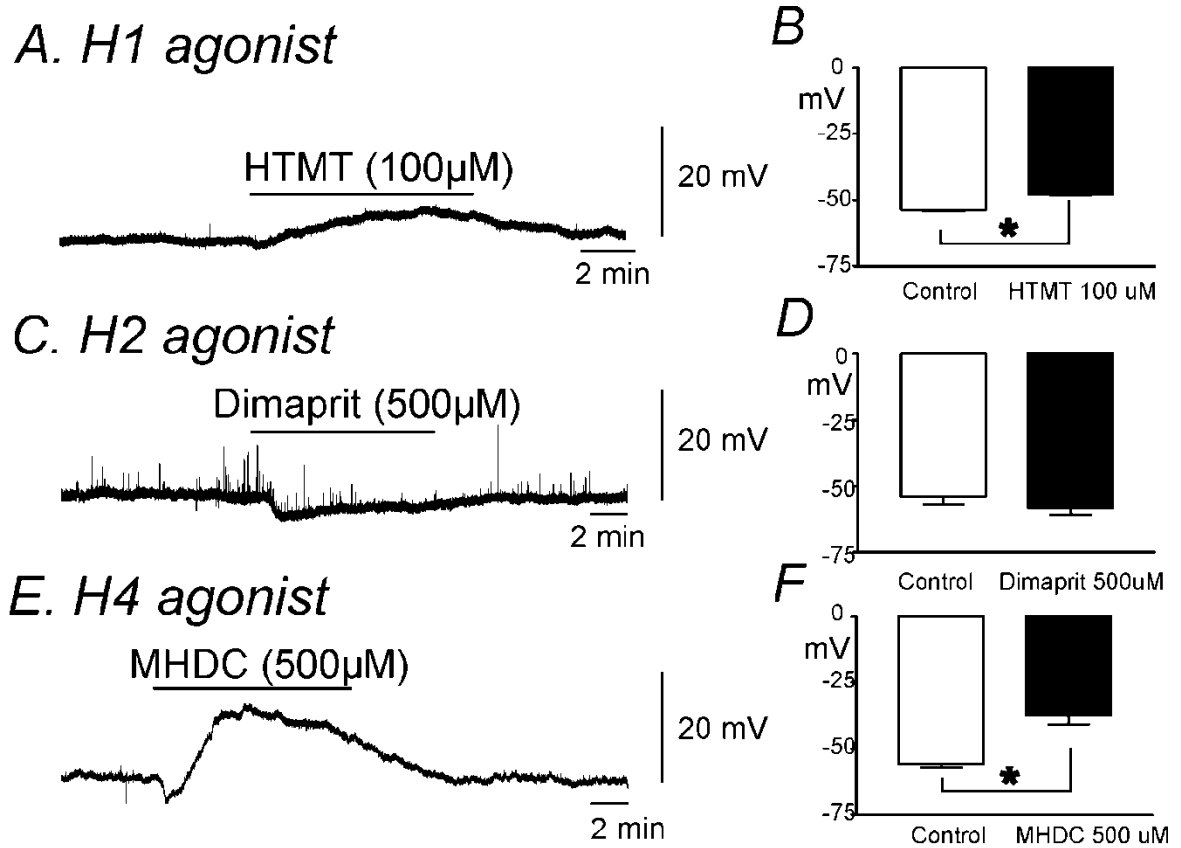 A. H1 agonist
HTMT (100µM)
20 mV
2 min
B
0
mV
-25
-50
*
-75
Control HTMT 100 uM
C. H2 agonist
Dimaprit (500µM)
20 mV
2 min
D
0
mV
-25
-50
-75
Control Dimaprit 500uM
E. H4 agonist
MHDC (500µM)
20 mV
2 min
F
0
mV
-25
-50
*
-75
Control MHDC 500 uM